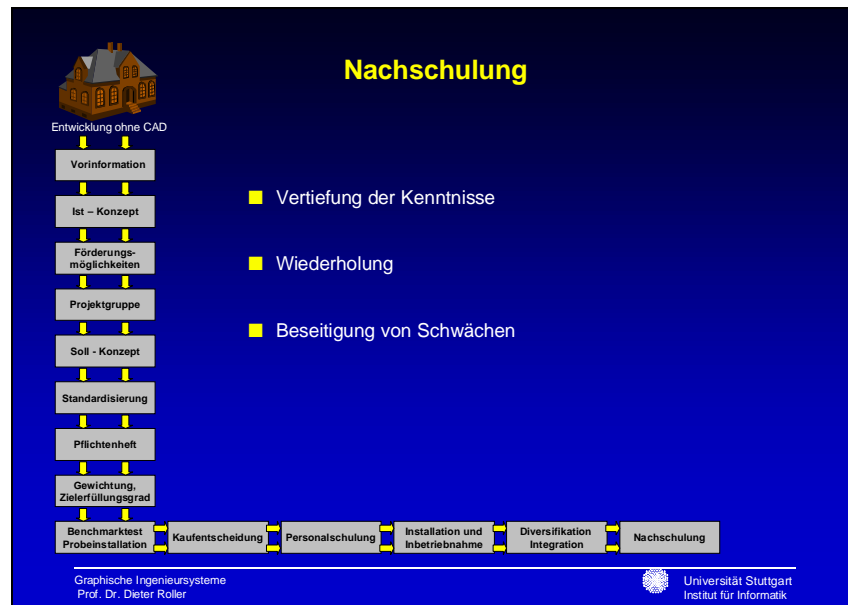 Nachschulung
Entwicklung ohne CAD
Vorinformation
Ist – Konzept
Förderungs-
möglichkeiten
Projektgruppe
Soll - Konzept
Standardisierung
Pflichtenheft
Gewichtung,
Zielerfüllungsgrad
Benchmarktest
Probeinstallation
Kaufentscheidung
Personalschulung
Installation und
Inbetriebnahme
Diversifikation
Integration
Nachschulung
Vertiefung der Kenntnisse
Wiederholung
Beseitigung von Schwächen
Graphische Ingenieursysteme
Prof. Dr. Dieter Roller
Universität Stuttgart
Institut für Informatik